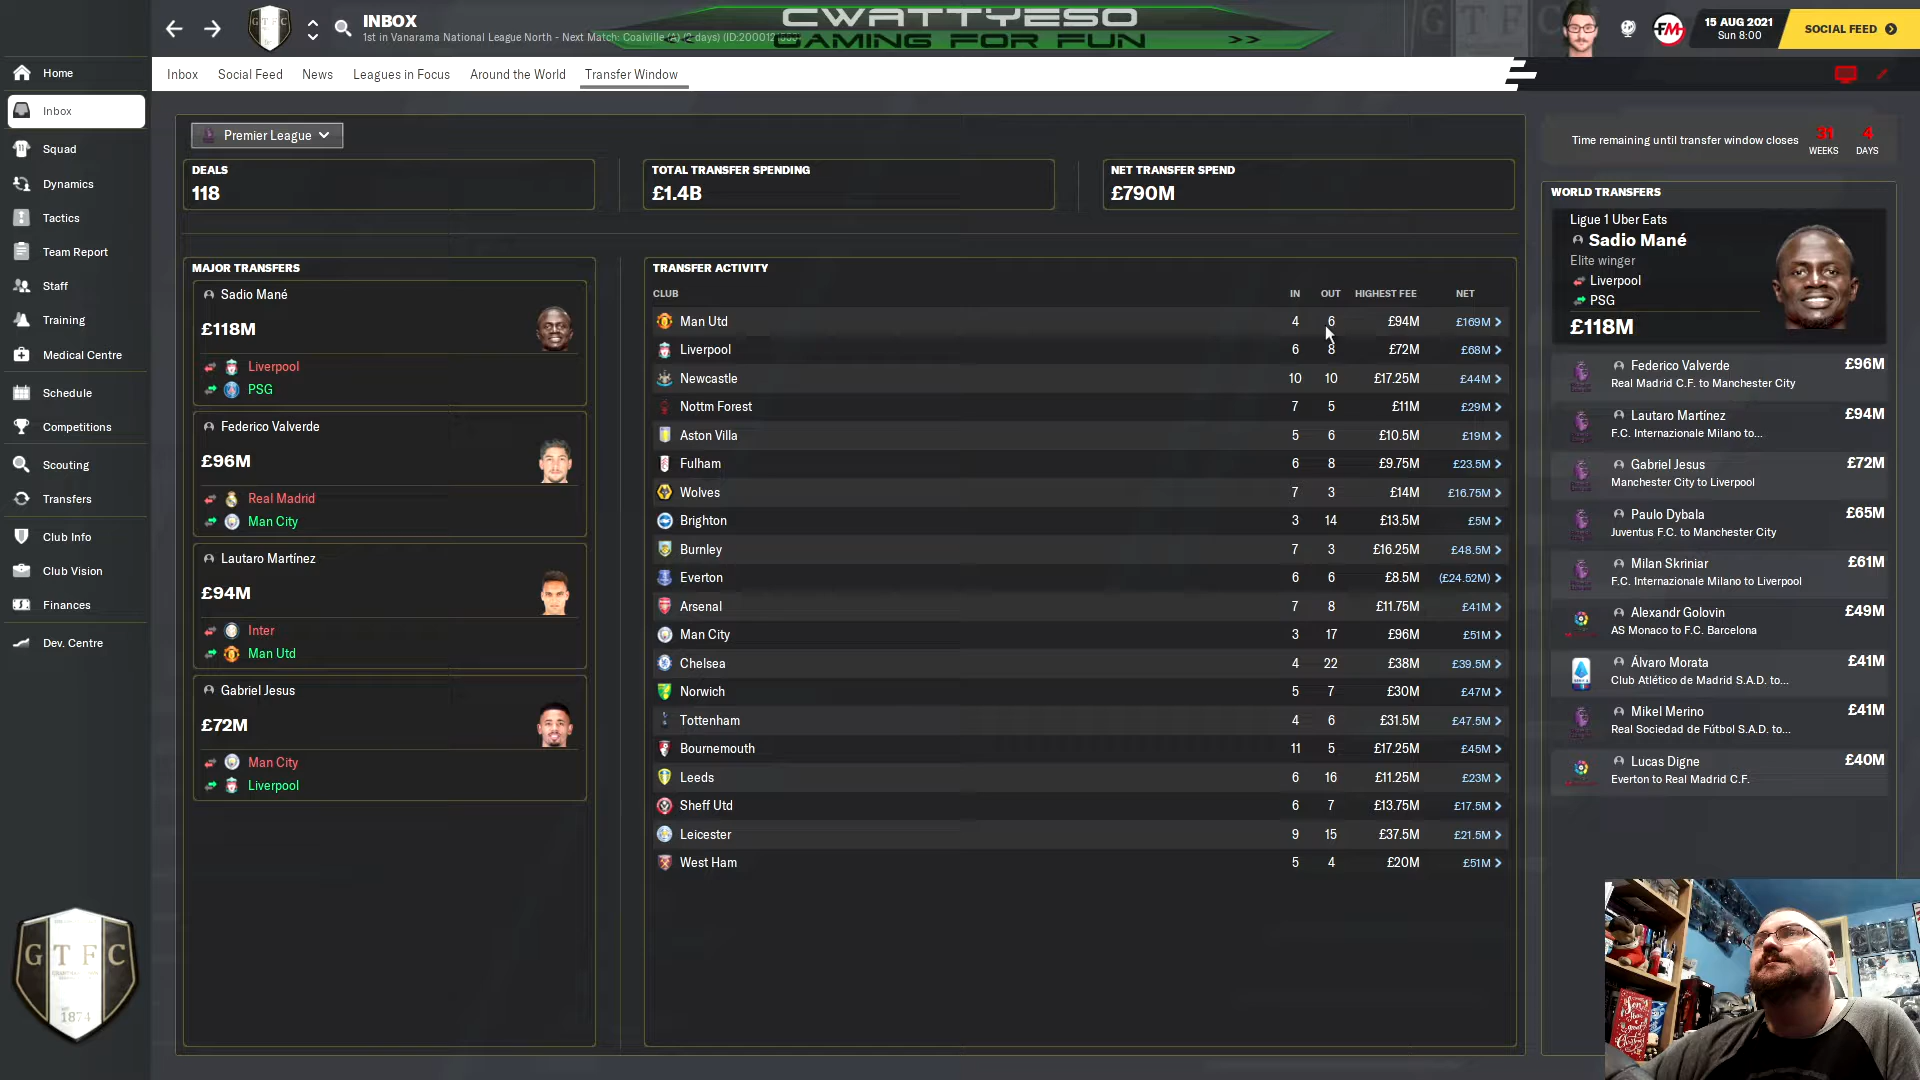 CWATTYESO
GAMING FOR FUN
>>
INBOX
1st in Vanarama National League North - Next Match: Coalville (A) (2 days)
15 AUG 2021
Sun 8:00
FM
SOCIAL FEED
GTFC
Inbox
Social Feed
News
Leagues in Focus
Around the World
Transfer Window
Home
Inbox
Squad
Dynamics
Tactics
Team Report
Staff
Training
Medical Centre
Schedule
Competitions
Scouting
Transfers
Club Info
Club Vision
Finances
Dev. Centre
GTFC
1874
Premier League
DEALS
118
TOTAL TRANSFER SPENDING
£1.4B
NET TRANSFER SPEND
£790M
MAJOR TRANSFERS
Sadio Mané
£118M
Liverpool
PSG
Federico Valverde
£96M
Real Madrid
Man City
Lautaro Martínez
£94M
Inter
Man Utd
Gabriel Jesus
£72M
Man City
Liverpool
TRANSFER ACTIVITY
CLUB IN OUT HIGHEST FEE NET
Man Utd 4 6 £94M £169M
Liverpool 6 8 £72M £68M
Newcastle 10 10 £17.25M £44M
Nottm Forest 7 5 £11M £29M
Aston Villa 5 6 £10.5M £19M
Fulham 6 8 £9.75M £23.5M
Wolves 7 3 £14M £16.75M
Brighton 3 14 £13.5M £5M
Burnley 7 3 £16.25M £48.5M
Everton 6 6 £8.5M (£24.52M)
Arsenal 7 8 £11.75M £41M
Man City 3 17 £96M £51M
Chelsea 4 22 £38M £39.5M
Norwich 5 7 £30M £47M
Tottenham 4 6 £31.5M £47.5M
Bournemouth 11 5 £17.25M £45M
Leeds 6 16 £11.25M £23M
Sheff Utd 6 7 £13.75M £17.5M
Leicester 9 15 £37.5M £21.5M
West Ham 5 4 £20M £51M
Time remaining until transfer window closes 31 4
WEEKS DAYS
WORLD TRANSFERS
Ligue 1 Uber Eats
Sadio Mané
Elite winger
Liverpool
PSG
£118M
Federico Valverde £96M
Real Madrid C.F. to Manchester City
Lautaro Martínez £94M
F.C. Internazionale Milano to...
Gabriel Jesus £72M
Manchester City to Liverpool
Paulo Dybala £65M
Juventus F.C. to Manchester City
Milan Skriniar £61M
F.C. Internazionale Milano to Liverpool
Alexandr Golovin £49M
AS Monaco to F.C. Barcelona
Álvaro Morata £41M
Club Atlético de Madrid S.A.D. to...
Mikel Merino £41M
Real Sociedad de Fútbol S.A.D. to...
Lucas Digne £40M
Everton to Real Madrid C.F.